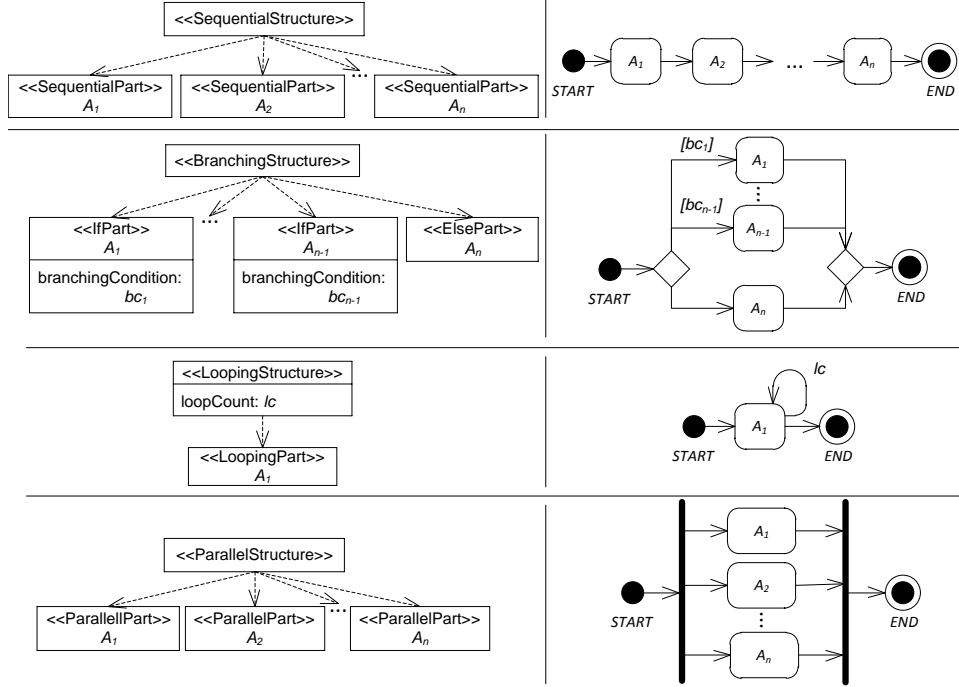 <<SequentialStructure>>
<<SequentialPart>> <<SequentialPart>> ... <<SequentialPart>>
A1 A2 An
A1 A2 ... An
START END
<<BranchingStructure>>
...
<<IfPart>> <<IfPart>> <<ElsePart>>
A1 An-1 An
branchingCondition: branchingCondition:
bc1 bcn-1
[bc1]
A1
...
[bcn-1]
An-1
START END
An
<<LoopingStructure>>
loopCount: lc
<<LoopingPart>>
A1
lc
A1
START END
<<ParallelStructure>>
...
<<ParallellPart>> <<ParallelPart>> <<ParallelPart>>
A1 A2 An
A1
A2
...
START END
An